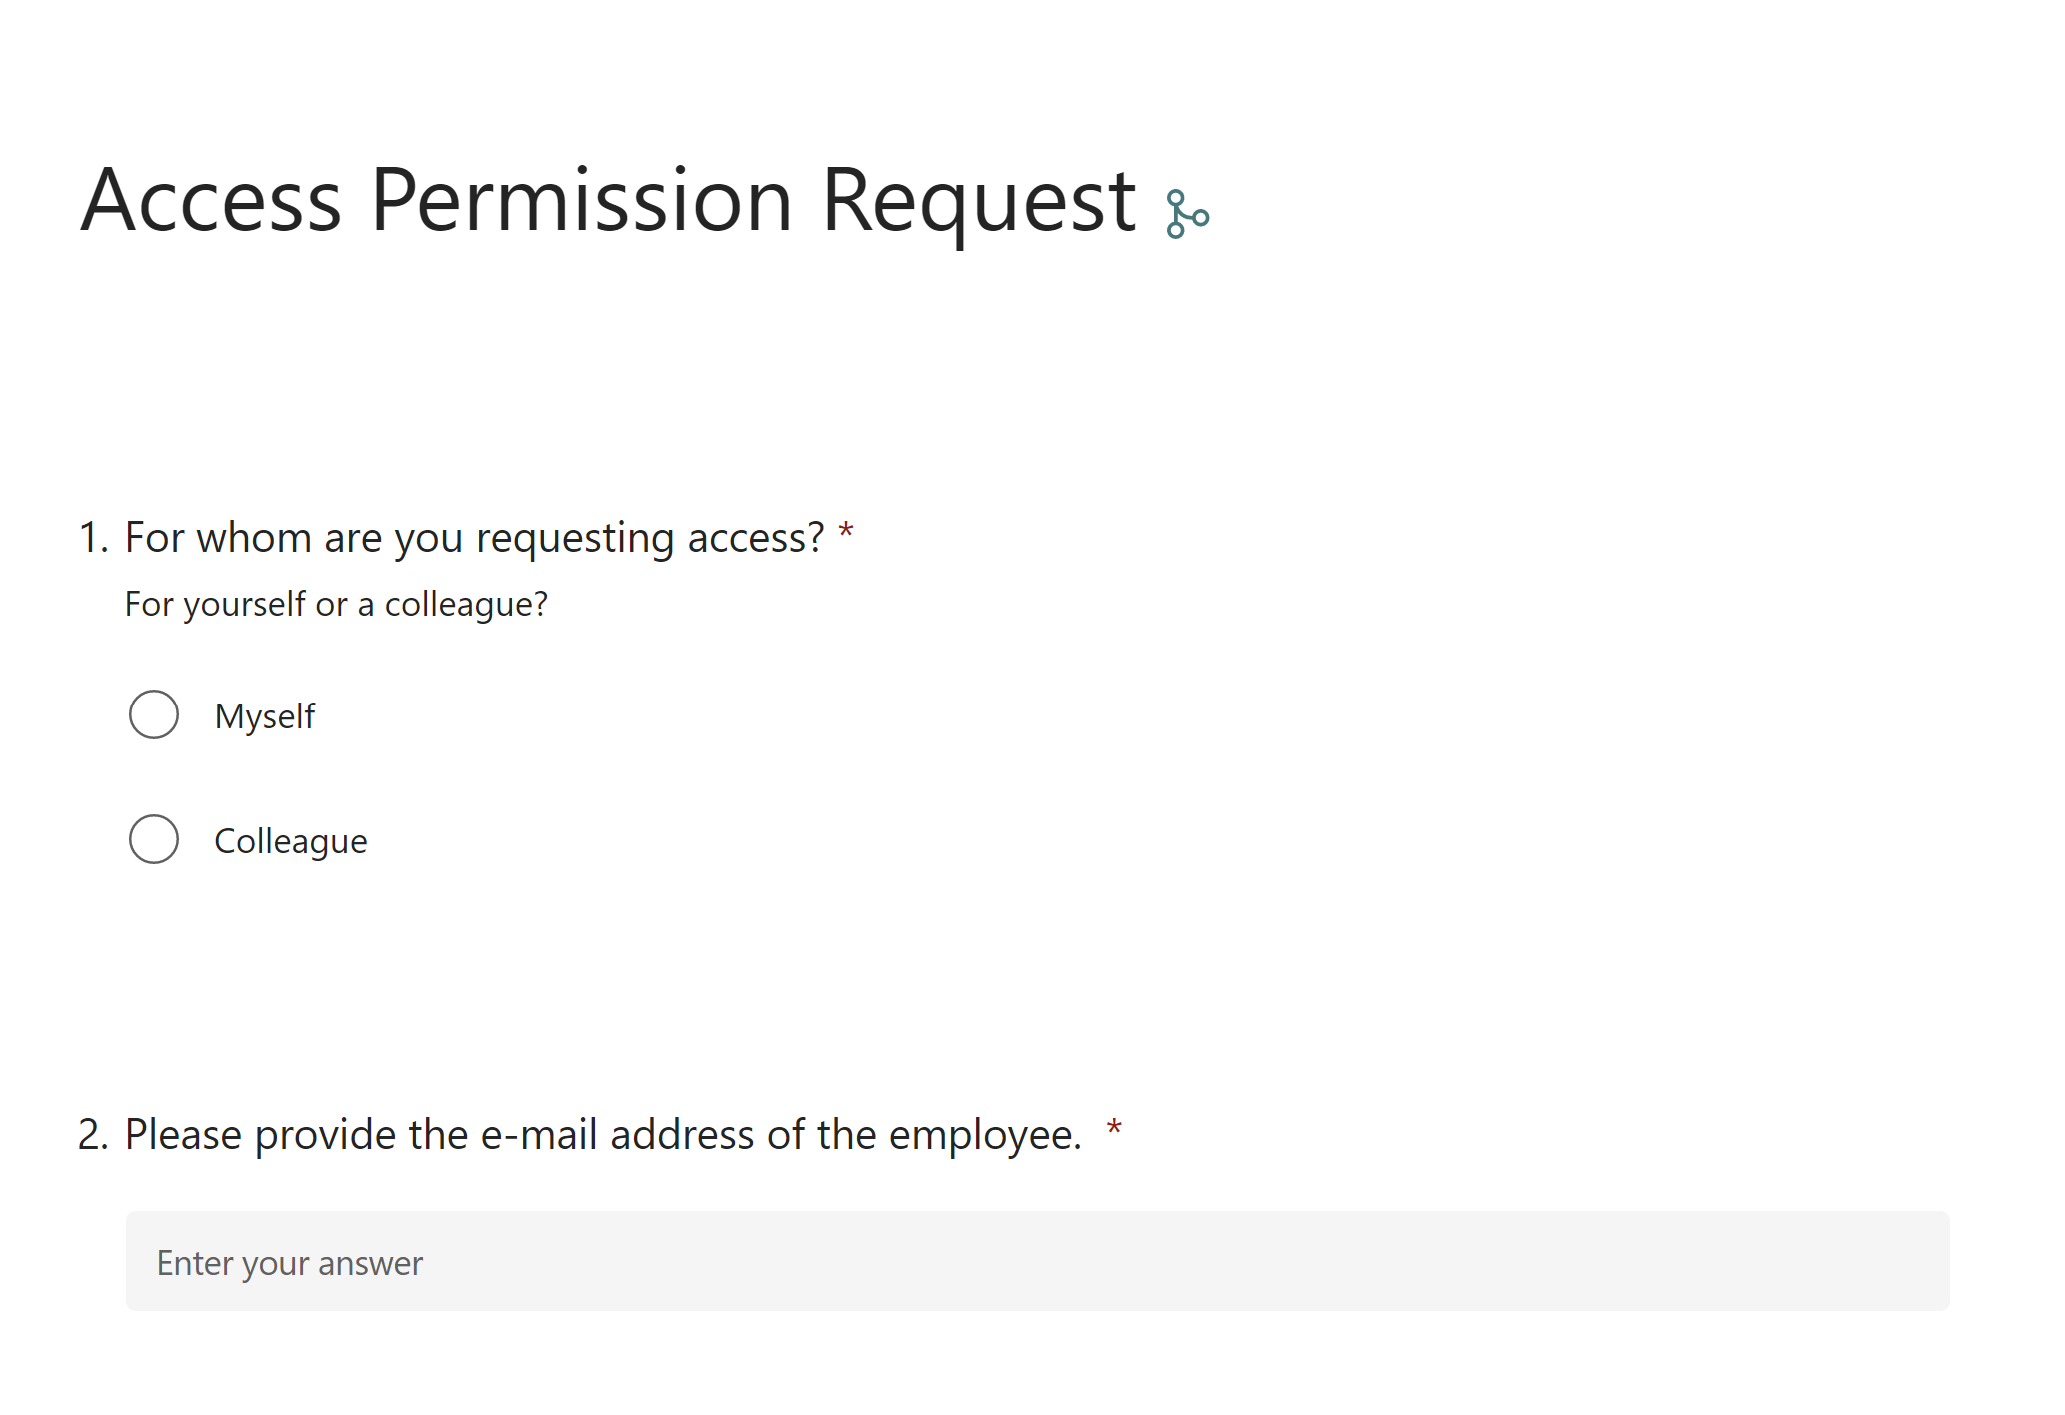 Access Permission Request
1. For whom are you requesting access? *
For yourself or a colleague?
Myself
Colleague
2. Please provide the e-mail address of the employee. *
Enter your answer